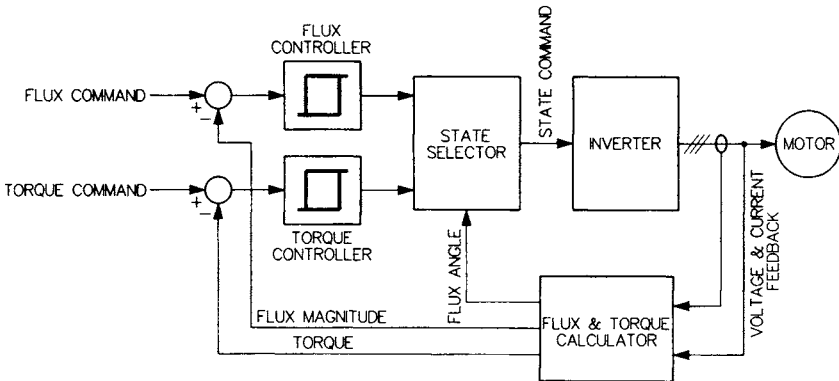 FLUX
CONTROLLER
FLUX COMMAND
+
−
STATE
SELECTOR
STATE COMMAND
INVERTER
MOTOR
TORQUE COMMAND
+
−
TORQUE
CONTROLLER
FLUX ANGLE
VOLTAGE & CURRENT
FEEDBACK
FLUX MAGNITUDE
TORQUE
FLUX & TORQUE
CALCULATOR